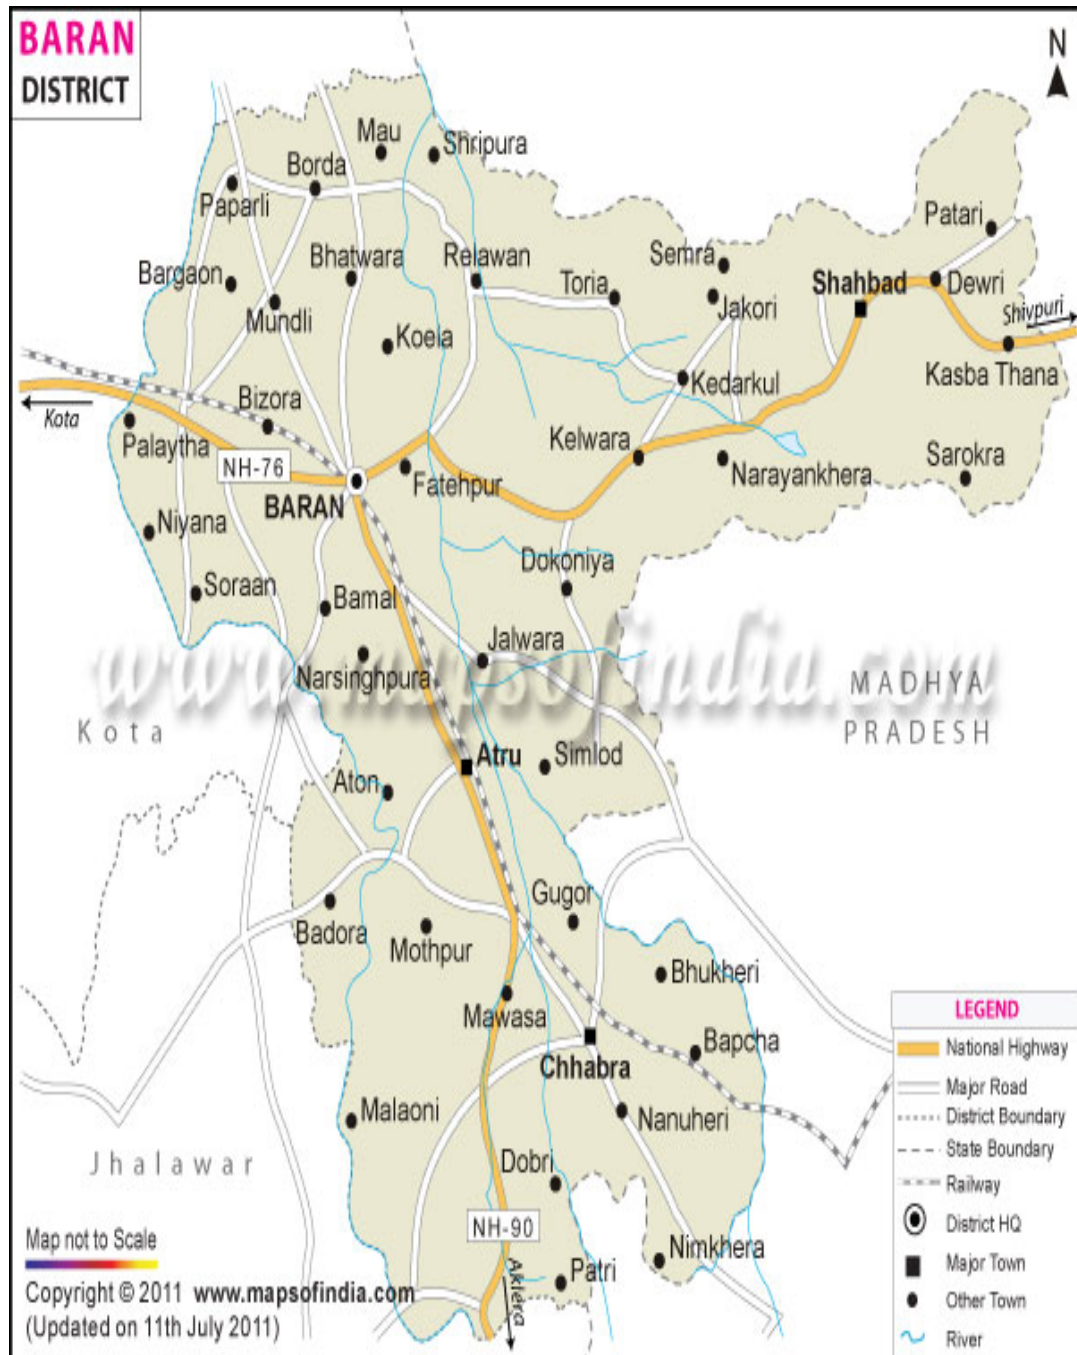 BARAN
DISTRICT
N
Mau
Shripura
Borda
Paparli
Patari
Bhatwara
Relawan
Semra
Bargaon
Toria
Shahbad
Dewri
Jakori
Mundli
Shivpuri
Koela
Kasba Thana
Kedarkul
Bizora
Kota
Palaytha
Kelwara
NH-76
Fatehpur
Narayankhera
Sarokra
BARAN
Niyana
Dokoniya
Soraan
Bamal
Jalwara
www.mapsofindia.com
Narsinghpura
MADHYA
PRADESH
Kota
Atru
Simlod
Aton
Gugor
Badora
Mothpur
Bhukheri
Mawasa
Bapcha
Chhabra
Malaoni
Nanuheri
Jhalawar
Dobri
NH-90
Nimkhera
Patri
Aklera
LEGEND
National Highway
Major Road
District Boundary
State Boundary
Railway
District HQ
Major Town
Other Town
River
Map not to Scale
Copyright © 2011 www.mapsofindia.com
(Updated on 11th July 2011)